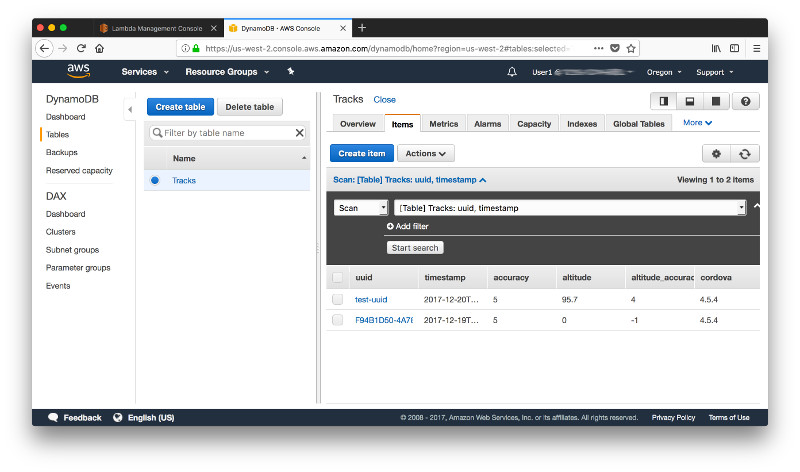 Lambda Management Console
DynamoDB • AWS Console
https://us-west-2.console.aws.amazon.com/dynamodb/home?region=us-west-2#tables:selected=
aws
Services
Resource Groups
User1 @
Oregon
Support
DynamoDB
Dashboard
Tables
Backups
Reserved capacity
DAX
Dashboard
Clusters
Subnet groups
Parameter groups
Events
Create table
Delete table
Filter by table name
Name
Tracks
Tracks
Close
Overview
Items
Metrics
Alarms
Capacity
Indexes
Global Tables
More
Create item
Actions
Scan: [Table] Tracks: uuid, timestamp
Viewing 1 to 2 items
Scan
[Table] Tracks: uuid, timestamp
Add filter
Start search
uuid timestamp accuracy altitude altitude_accurac cordova
test-uuid 2017-12-20T... 5 95.7 4 4.5.4
F94B1D50-4A78 2017-12-19T... 5 0 -1 4.5.4
Feedback
English (US)
© 2008 - 2017, Amazon Web Services, Inc. or its affiliates. All rights reserved.
Privacy Policy
Terms of Use